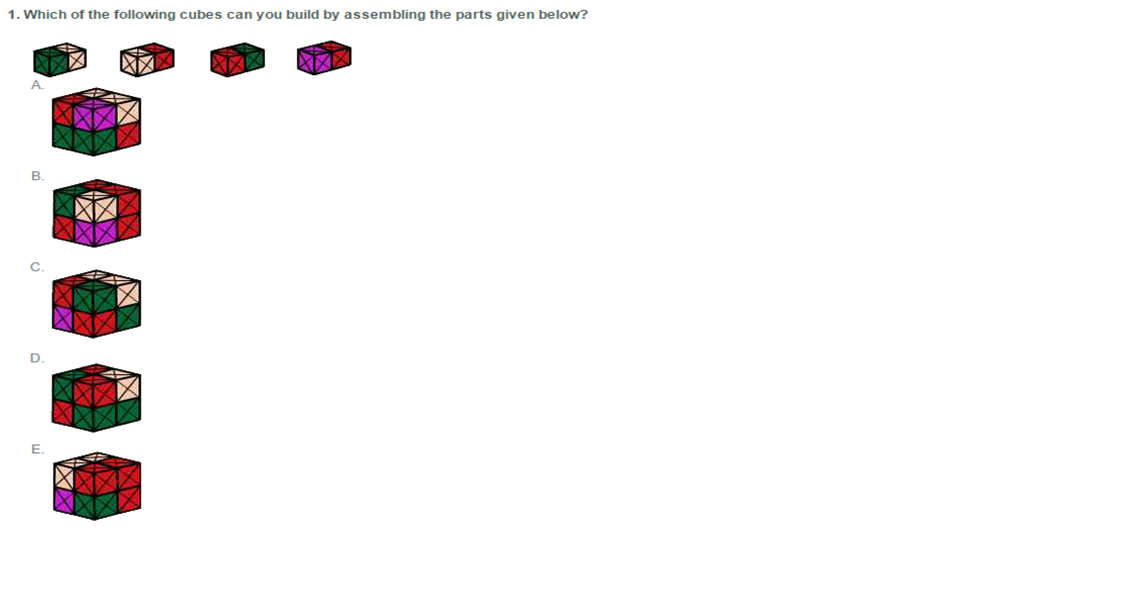 1. Which of the following cubes can you build by assembling the parts given below?
A.
B.
C.
D.
E.